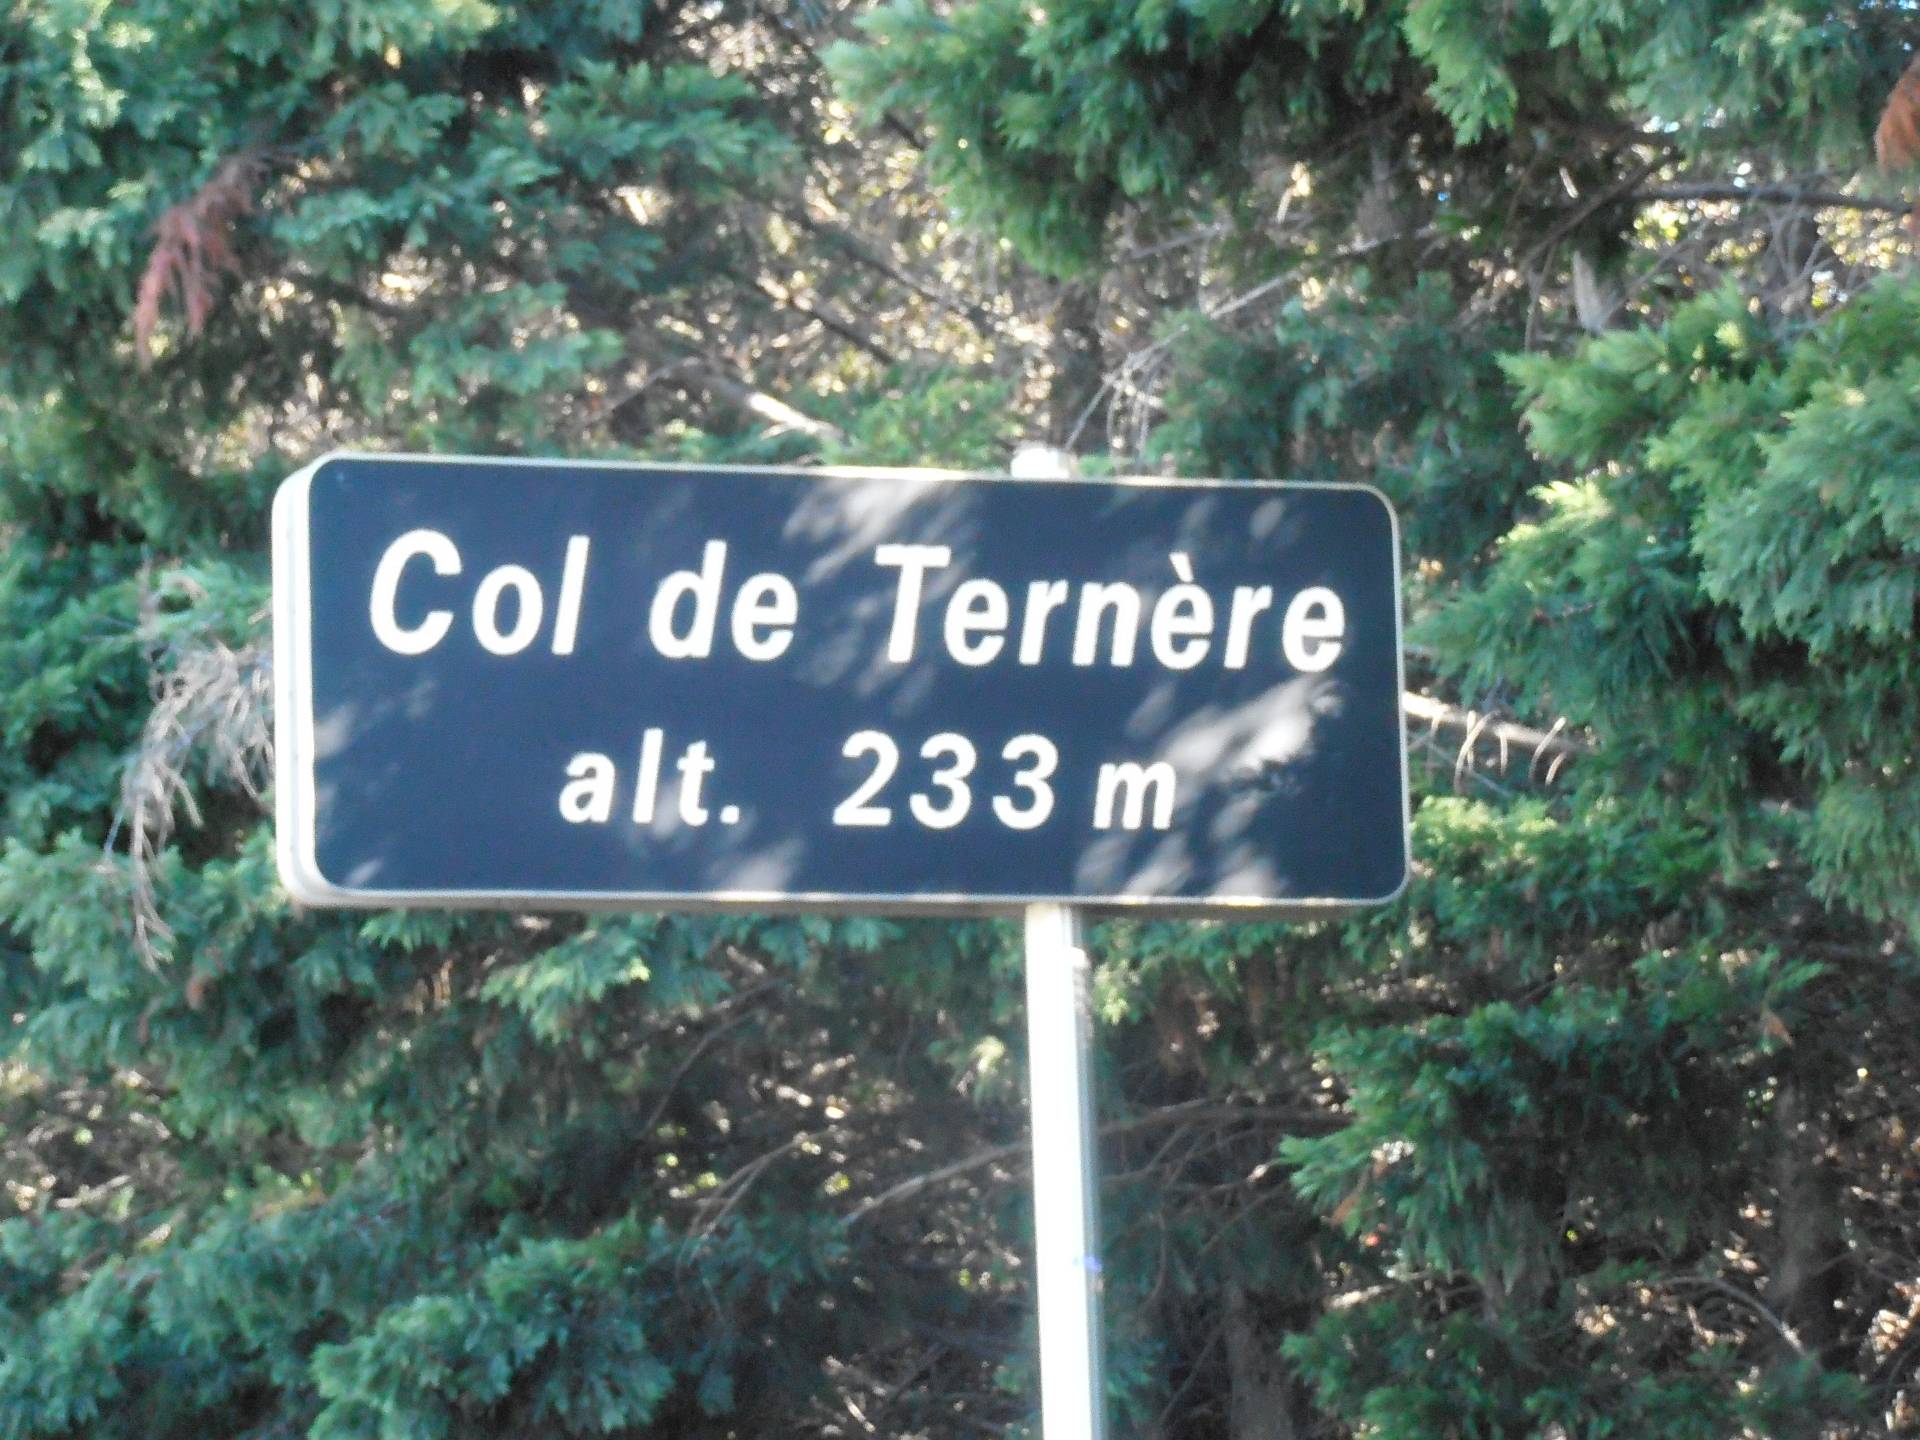 Col de Ternère
alt. 233 m